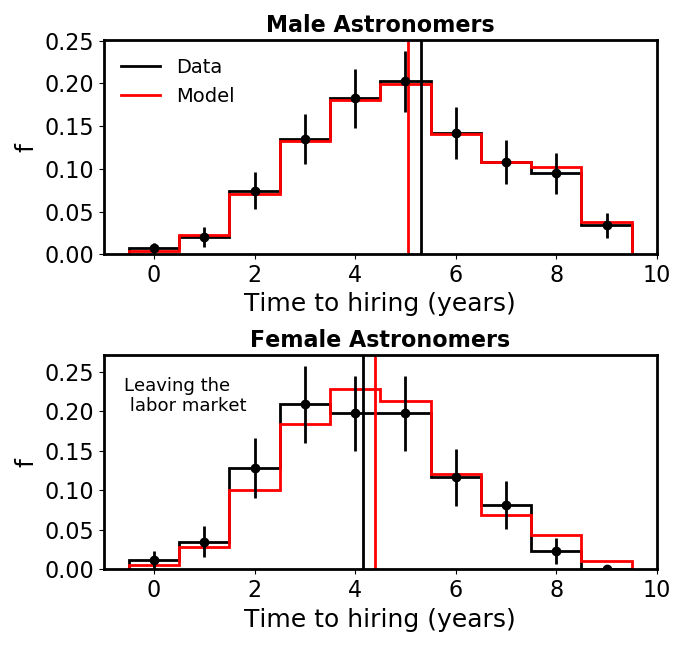 Male Astronomers
0.25
0.20
0.15
0.10
0.05
0.00
f
Data
Model
0 2 4 6 8 10
Time to hiring (years)
Female Astronomers
0.25
0.20
0.15
0.10
0.05
0.00
f
Leaving the
labor market
0 2 4 6 8 10
Time to hiring (years)